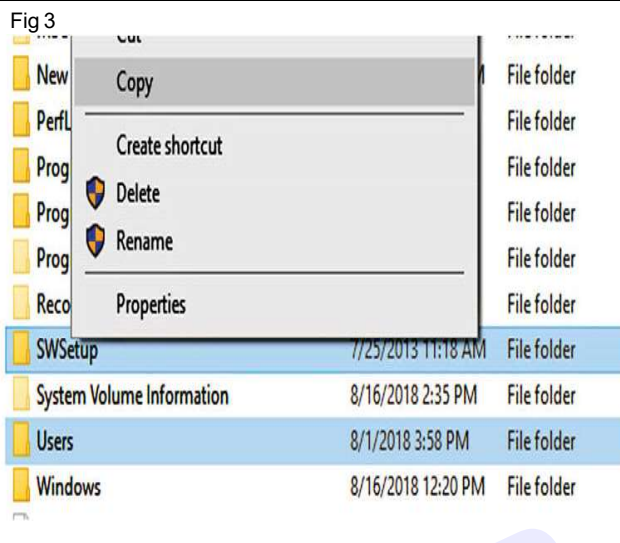 Fig 3
Cut
New File folder
Copy
PerfL File folder
Create shortcut
Prog File folder
Delete
Prog File folder
Rename
Prog File folder
Reco File folder
Properties
SWSetup 7/25/2013 11:18 AM File folder
System Volume Information 8/16/2018 2:35 PM File folder
Users 8/1/2018 3:58 PM File folder
Windows 8/16/2018 12:20 PM File folder